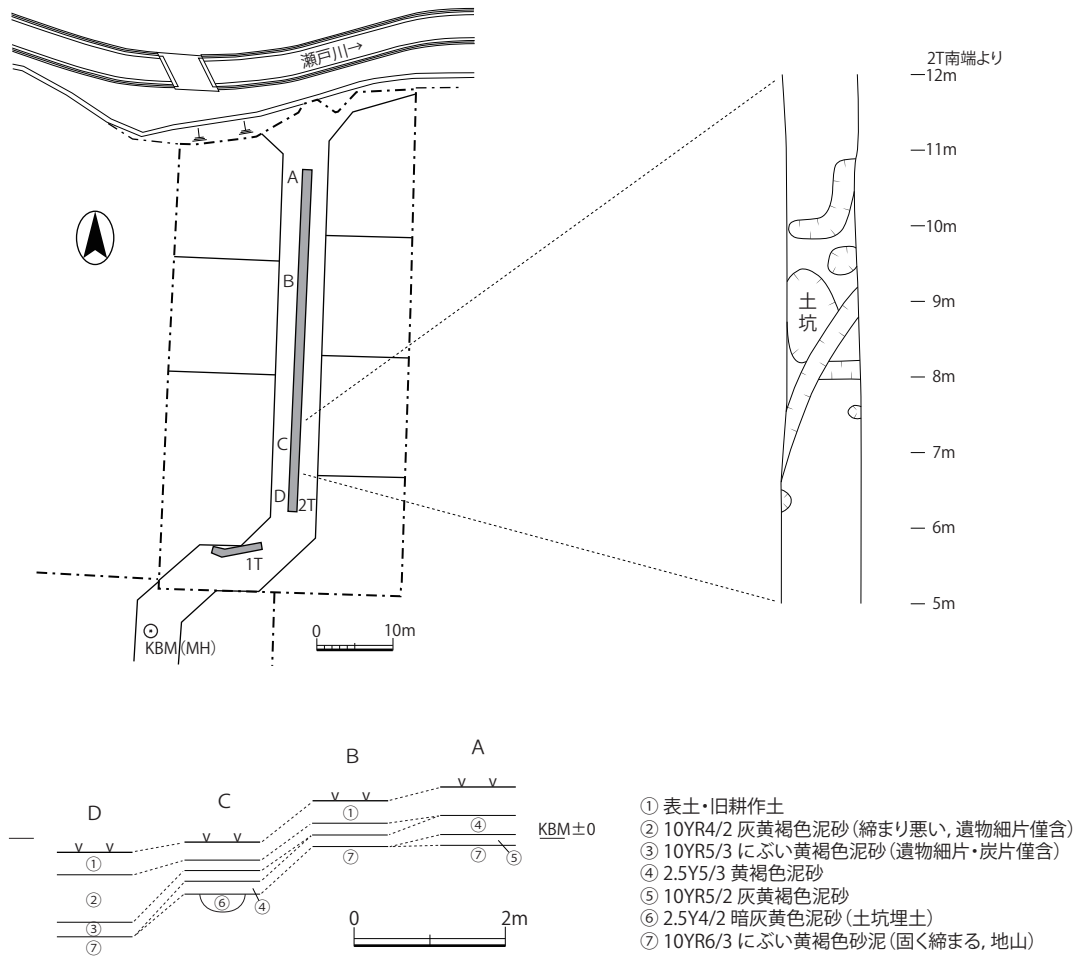 瀬戸川→
2T南端より
12m
11m
10m
9m
8m
7m
6m
5m
土坑
A
B
C
D
2T
1T
KBM(MH)
0 10m
D
C
B
A
①
②
③
⑦
⑥
④
①
⑦
④
⑦
⑤
KBM±0
0 2m
① 表土・旧耕作土
② 10YR4/2 灰黄褐色泥砂(締まり悪い, 遺物細片僅含)
③ 10YR5/3 にぶい黄褐色泥砂(遺物細片・炭片僅含)
④ 2.5Y5/3 黄褐色泥砂
⑤ 10YR5/2 灰黄褐色泥砂
⑥ 2.5Y4/2 暗灰黄色泥砂(土坑埋土)
⑦ 10YR6/3 にぶい黄褐色砂泥(固く締まる, 地山)